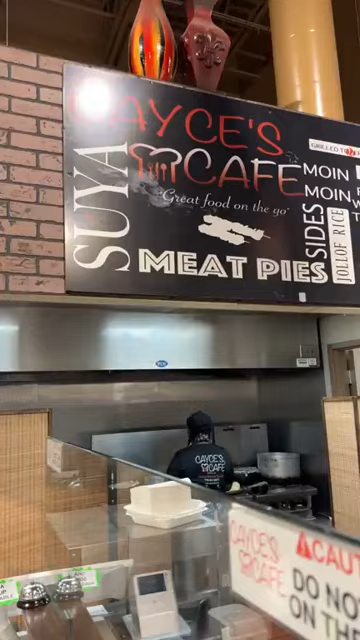 CAYCE'S
CAFE
"Great food on the go"
SUYA
MEAT PIES
SIDES
JOLLOF RICE
MOIN
MOIN
CAYCE'S
CAFE
CAYCE'S
CAFE
CAUT
DO NO
ON TH